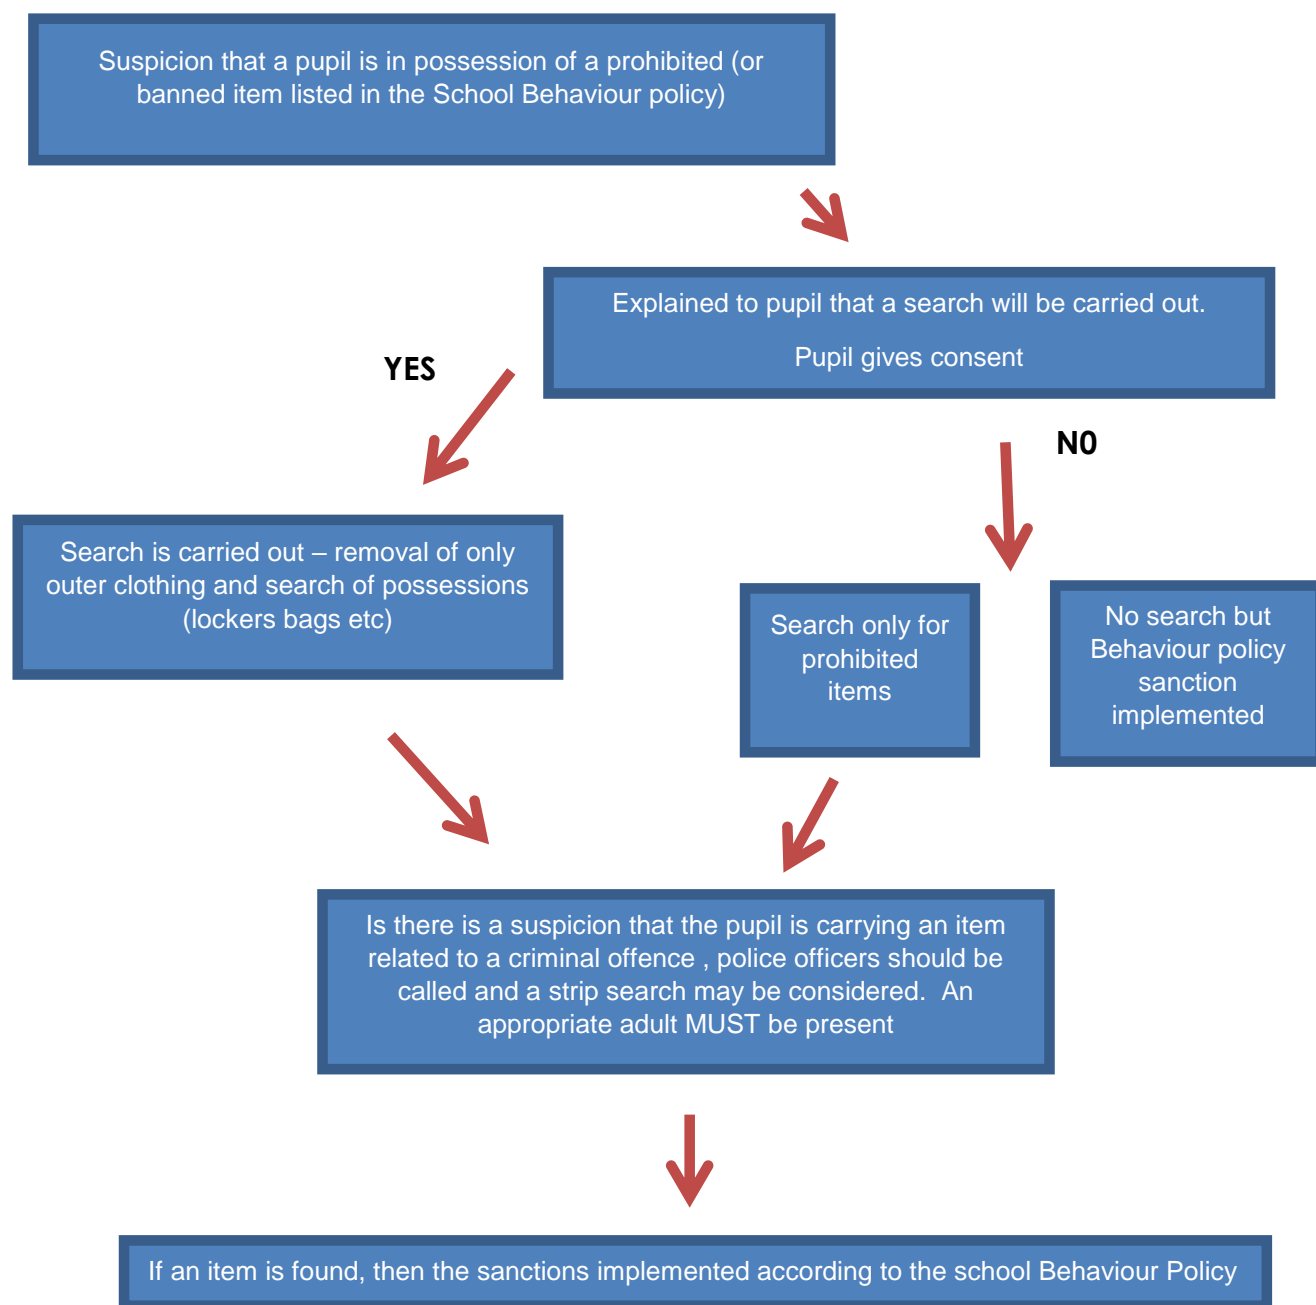 Suspicion that a pupil is in possession of a prohibited (or
banned item listed in the School Behaviour policy)
Explained to pupil that a search will be carried out.
Pupil gives consent
YES
N0
Search is carried out – removal of only
outer clothing and search of possessions
(lockers bags etc)
Search only for
prohibited
items
No search but
Behaviour policy
sanction
implemented
Is there is a suspicion that the pupil is carrying an item
related to a criminal offence , police officers should be
called and a strip search may be considered.  An
appropriate adult MUST be present
If an item is found, then the sanctions implemented according to the school Behaviour Policy